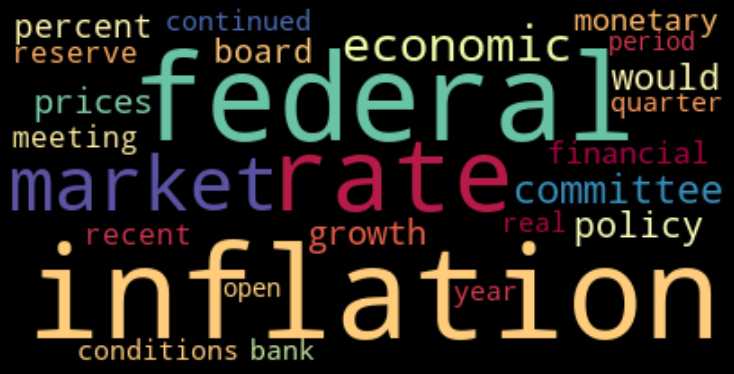 percent continued monetary
reserve board economic period
federal would
prices quarter
meeting
market rate financial
committee
recent growth real policy
inflation
open year
conditions bank